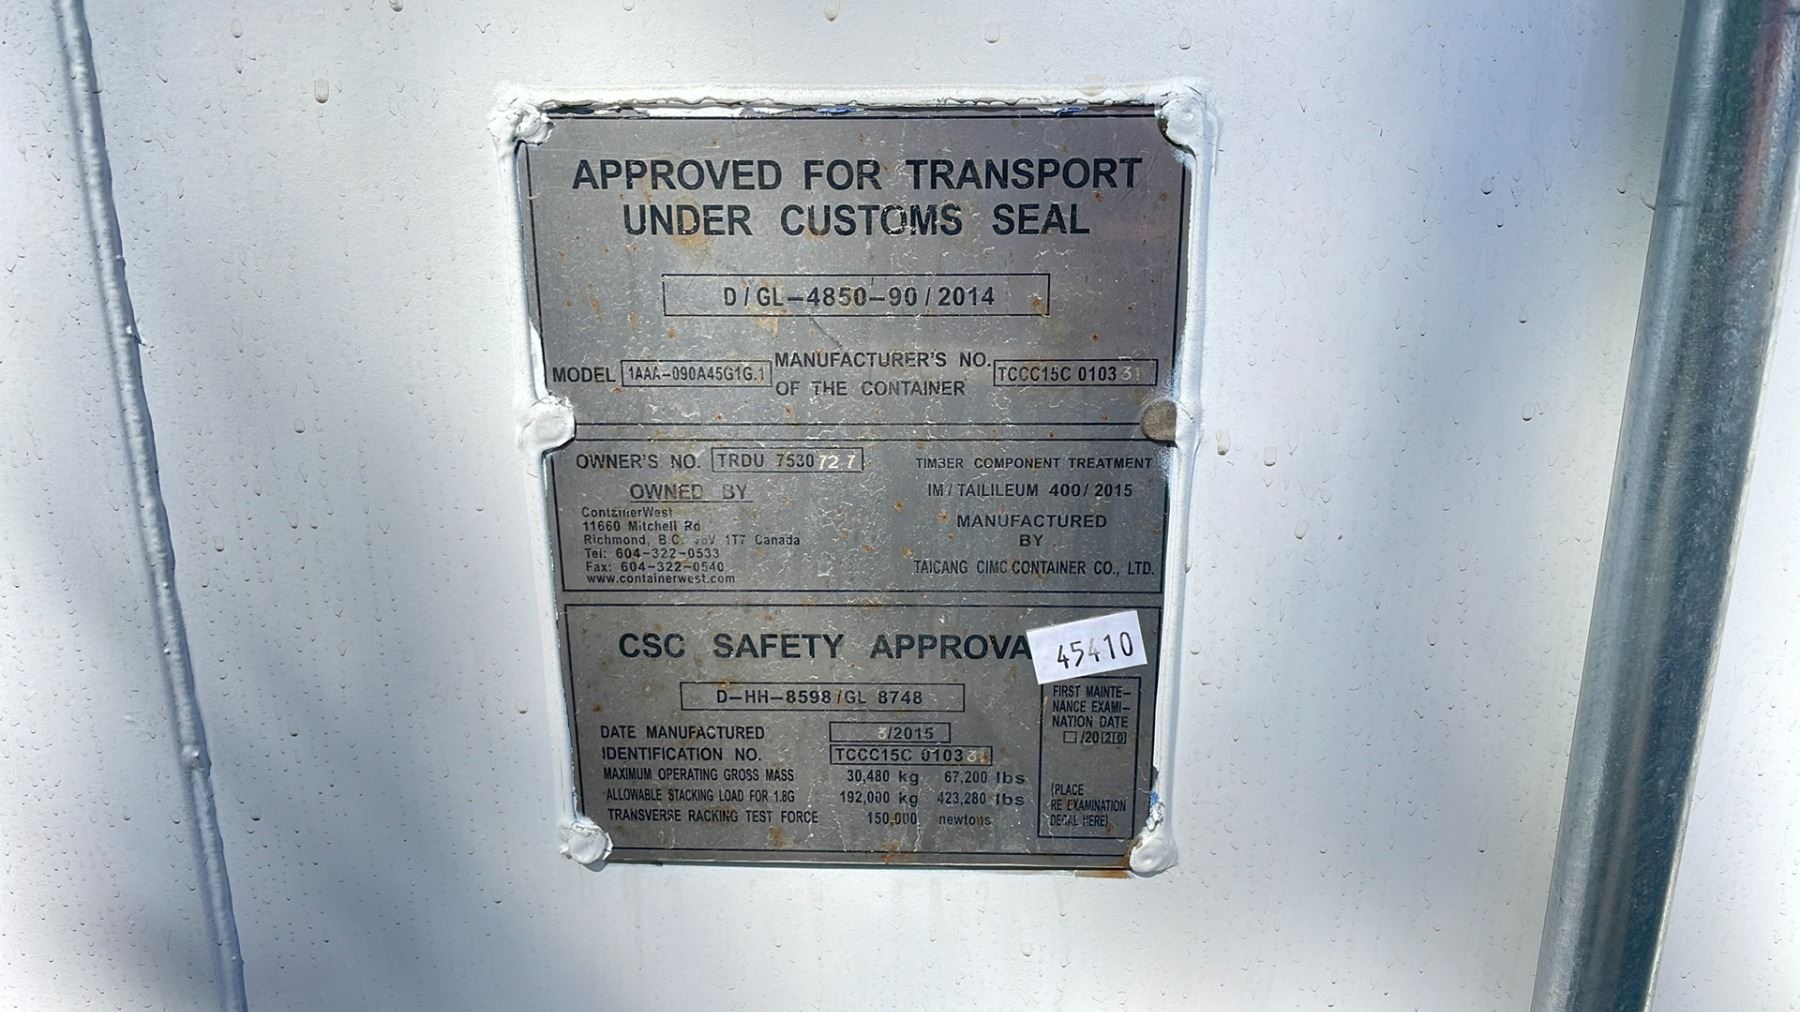 APPROVED FOR TRANSPORT
UNDER CUSTOMS SEAL
D/GL-4850-90/2014
MODEL 1AAA-090A45G1G.1 MANUFACTURER'S NO. OF THE CONTAINER TCCC15C 010331
OWNER'S NO. TRDU 753072 7
OWNED BY
ContainerWest
11660 Mitchell Rd
Richmond, B.C. 1T7 Canada
Tel: 604-322-0533
Fax: 604-322-0540
www.containerwest.com
TIMBER COMPONENT TREATMENT
IM/TAILILEUM 400/2015
MANUFACTURED
BY
TAICANG CIMC CONTAINER CO., LTD.
CSC SAFETY APPROVA
45410
D-HH-8598/GL 8748
DATE MANUFACTURED 3/2015
IDENTIFICATION NO. TCCC15C 010331
MAXIMUM OPERATING GROSS MASS 30,480 kg 67,200 lbs
ALLOWABLE STACKING LOAD FOR 1.8G 192,000 kg 423,280 lbs
TRANSVERSE RACKING TEST FORCE 150,000 newtons
FIRST MAINTE-
NANCE EXAMI-
NATION DATE
/2020
(PLACE
RE EXAMINATION
DECAL HERE)